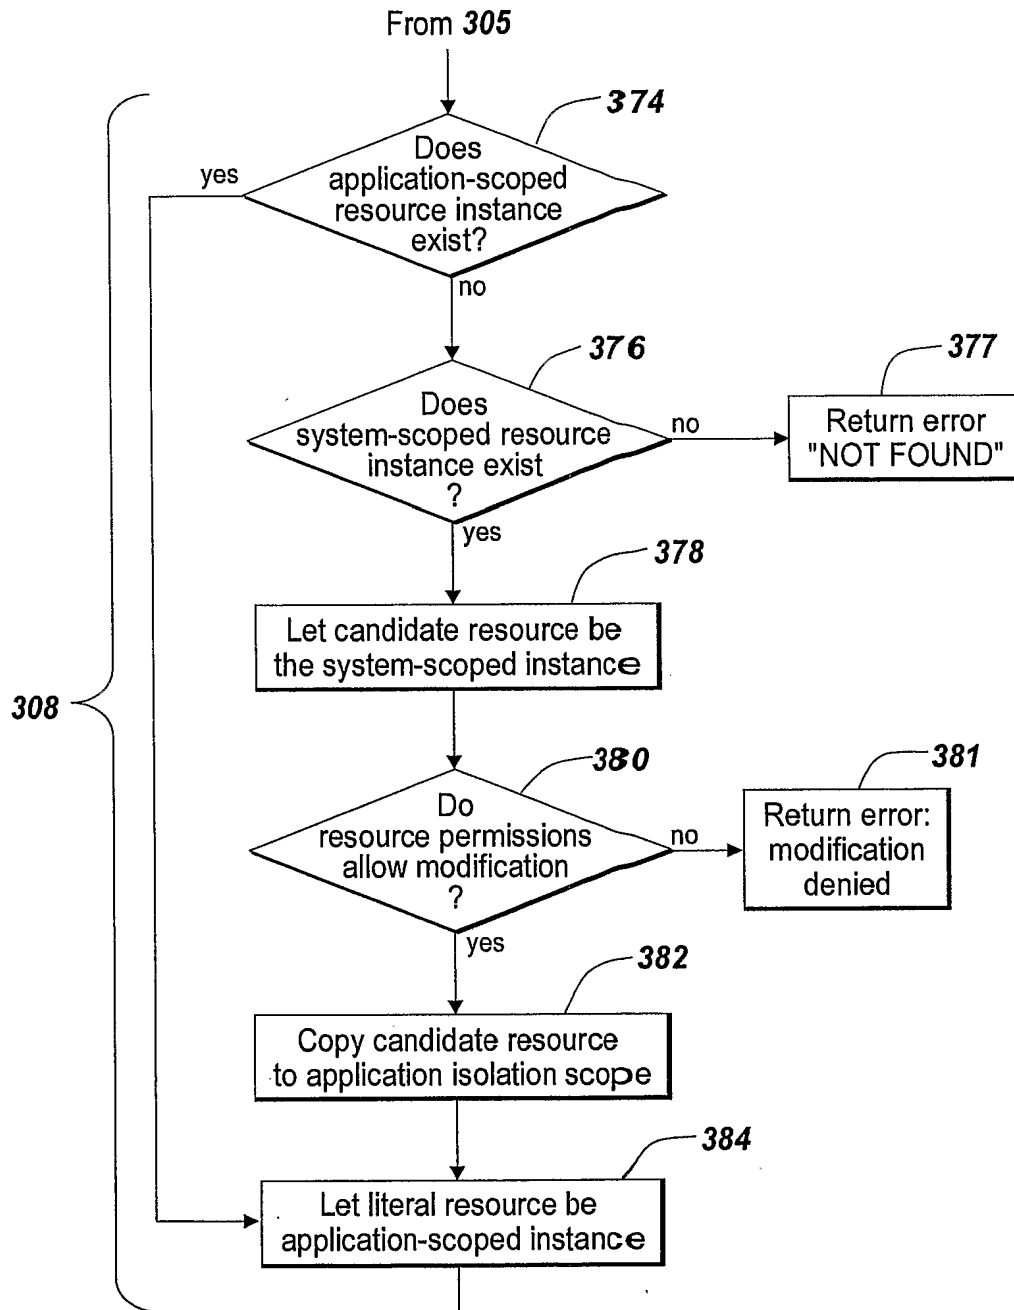 From 305
374
Does
application-scoped
resource instance
exist?
yes
no
376
Does
system-scoped resource
instance exist
?
no
yes
377
Return error
"NOT FOUND"
378
Let candidate resource be
the system-scoped instance
308
380
Do
resource permissions
allow modification
?
no
yes
381
Return error:
modification
denied
382
Copy candidate resource
to application isolation scope
384
Let literal resource be
application-scoped instance